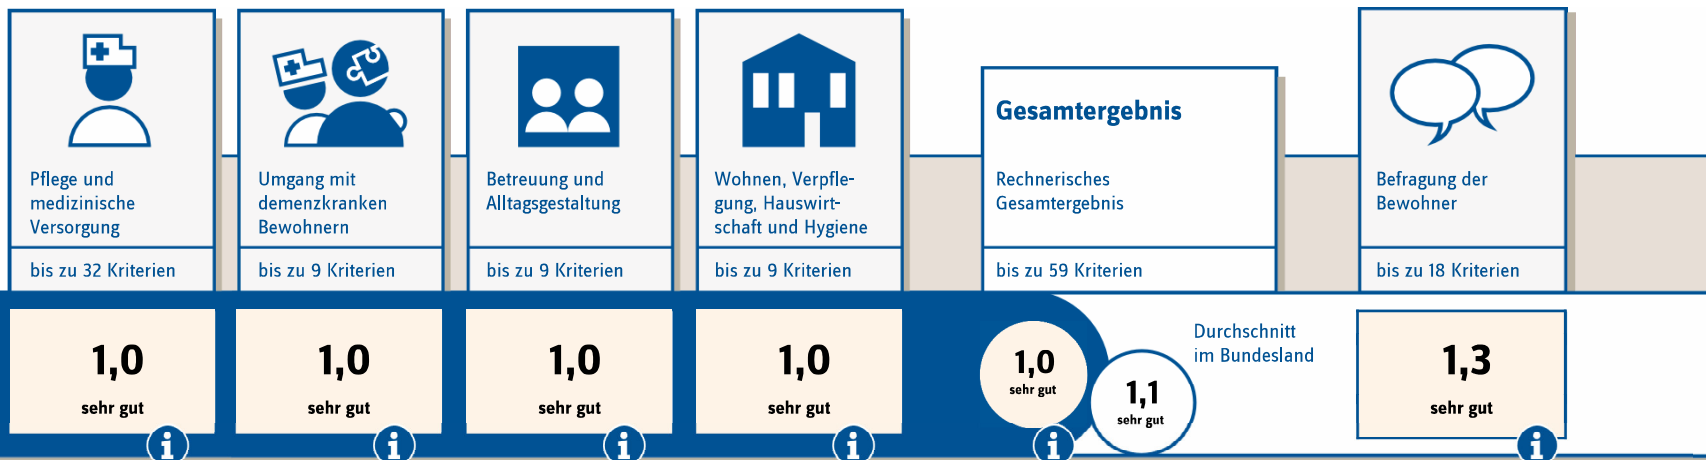 Pflege und
medizinische
Versorgung
bis zu 32 Kriterien
1,0
sehr gut
Umgang mit
demenzkranken
Bewohnern
bis zu 9 Kriterien
1,0
sehr gut
Betreuung und
Alltagsgestaltung
bis zu 9 Kriterien
1,0
sehr gut
Wohnen, Verpfle-
gung, Hauswirt-
schaft und Hygiene
bis zu 9 Kriterien
1,0
sehr gut
Gesamtergebnis
Rechnerisches
Gesamtergebnis
bis zu 59 Kriterien
1,0
sehr gut
Durchschnitt
im Bundesland
1,1
sehr gut
Befragung der
Bewohner
bis zu 18 Kriterien
1,3
sehr gut